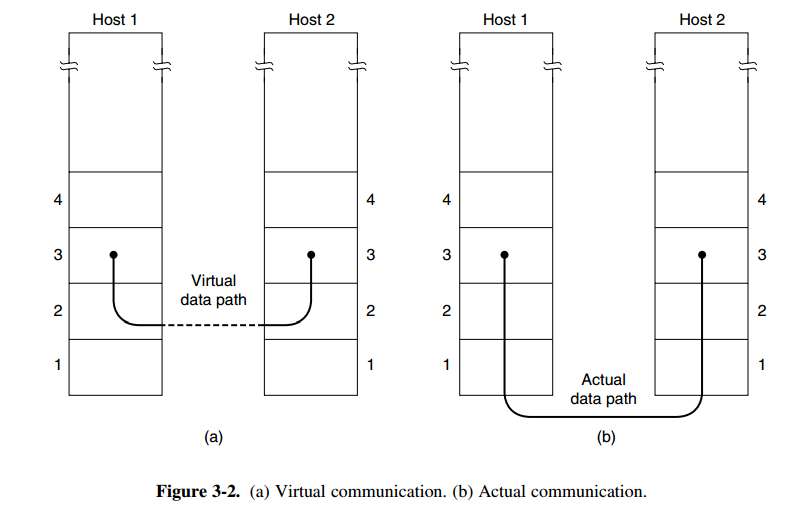 Host 1
Host 2
Host 1
Host 2
4
4
4
4
3
3
3
3
Virtual
data path
2
2
2
2
1
1
1
1
Actual
data path
(a)
(b)
Figure 3-2. (a) Virtual communication. (b) Actual communication.